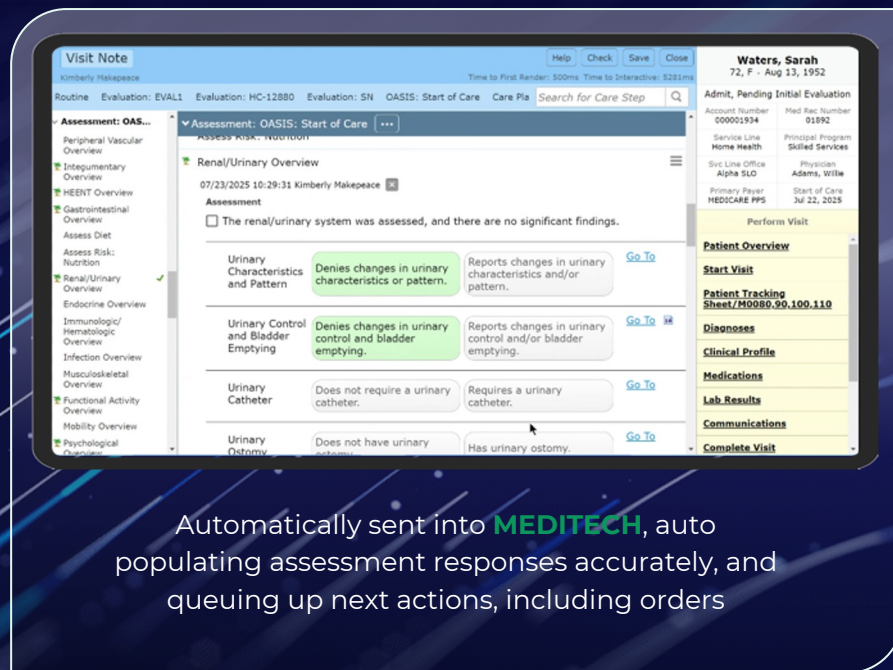 Visit Note
Help Check Save Close
Kimberly Makepeace
Time to First Render: 500ms Time to Interactive: 5281ms
Routine Evaluation: EVAL1 Evaluation: HC-12880 Evaluation: SN OASIS: Start of Care Care Pla Search for Care Step
Assessment: OAS...
Peripheral Vascular
Overview
Integumentary
Overview
HEENT Overview
Gastrointestinal
Overview
Assess Diet
Assess Risk:
Nutrition
Renal/Urinary
Overview
Endocrine Overview
Immunologic/
Hematologic
Overview
Infection Overview
Musculoskeletal
Overview
Functional Activity
Overview
Mobility Overview
Psychological
Overview
Assessment: OASIS: Start of Care ...
Assess Risk: Nutrition
Renal/Urinary Overview
07/23/2025 10:29:31 Kimberly Makepeace
Assessment
The renal/urinary system was assessed, and there are no significant findings.
Urinary
Characteristics
and Pattern
Denies changes in urinary
characteristics or pattern.
Reports changes in urinary
characteristics and/or
pattern.
Go To
Urinary Control
and Bladder
Emptying
Denies changes in urinary
control and bladder
emptying.
Reports changes in urinary
control and/or bladder
emptying.
Go To
Urinary
Catheter
Does not require a urinary
catheter.
Requires a urinary
catheter.
Go To
Urinary
Ostomy
Does not have urinary
ostomy.
Has urinary ostomy.
Go To
Waters, Sarah
72, F - Aug 13, 1952
Admit, Pending Initial Evaluation
Account Number Med Rec Number
000001934 01892
Service Line Principal Program
Home Health Skilled Services
Svc Line Office Physician
Alpha SLO Adams, Willie
Primary Payer Start of Care
MEDICARE PPS Jul 22, 2025
Perform Visit
Patient Overview
Start Visit
Patient Tracking
Sheet/M0080,90,100,110
Diagnoses
Clinical Profile
Medications
Lab Results
Communications
Complete Visit
Automatically sent into MEDITECH, auto
populating assessment responses accurately, and
queuing up next actions, including orders